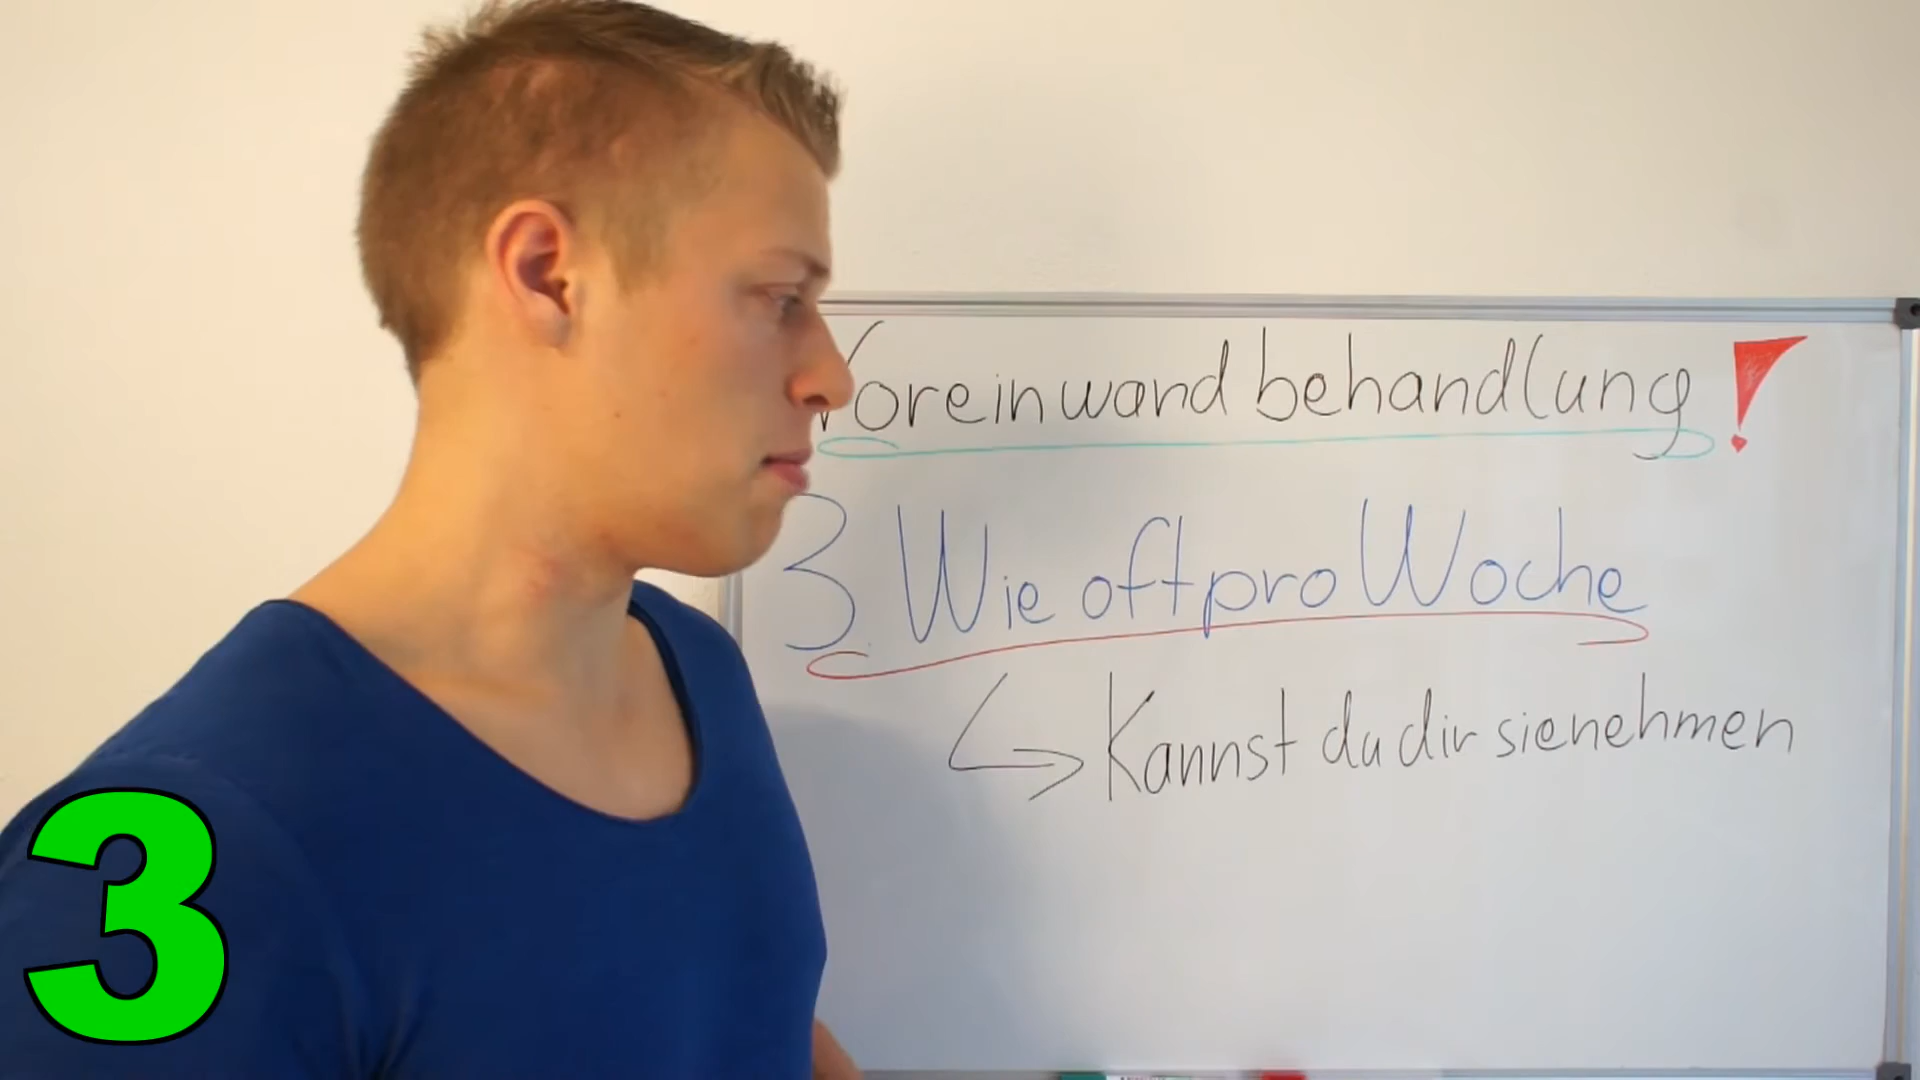 Voreinwandbehandlung!
3. Wie oft pro Woche
Kannst du dir sie nehmen
3